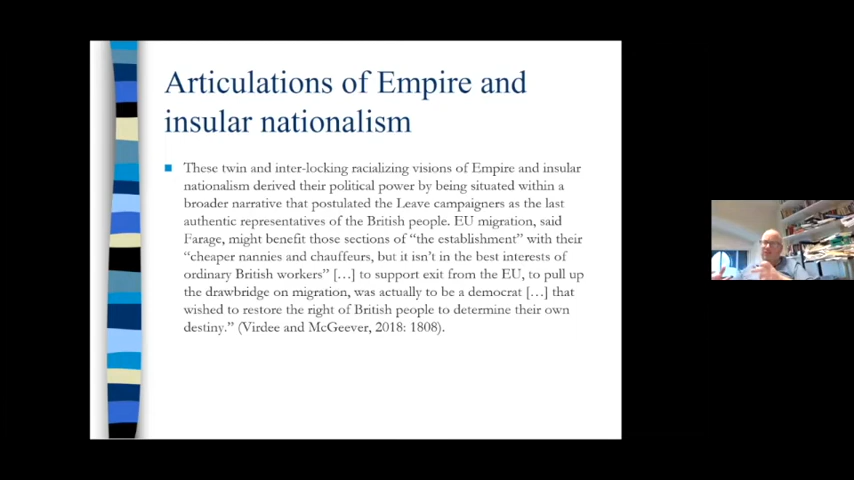 Articulations of Empire and
insular nationalism
These twin and inter-locking racializing visions of Empire and insular
nationalism derived their political power by being situated within a
broader narrative that postulated the Leave campaigners as the last
authentic representatives of the British people. EU migration, said
Farage, might benefit those sections of “the establishment” with their
“cheaper nannies and chauffeurs, but it isn’t in the best interests of
ordinary British workers” […] to support exit from the EU, to pull up
the drawbridge on migration, was actually to be a democrat […] that
wished to restore the right of British people to determine their own
destiny.” (Virdee and McGeever, 2018: 1808).